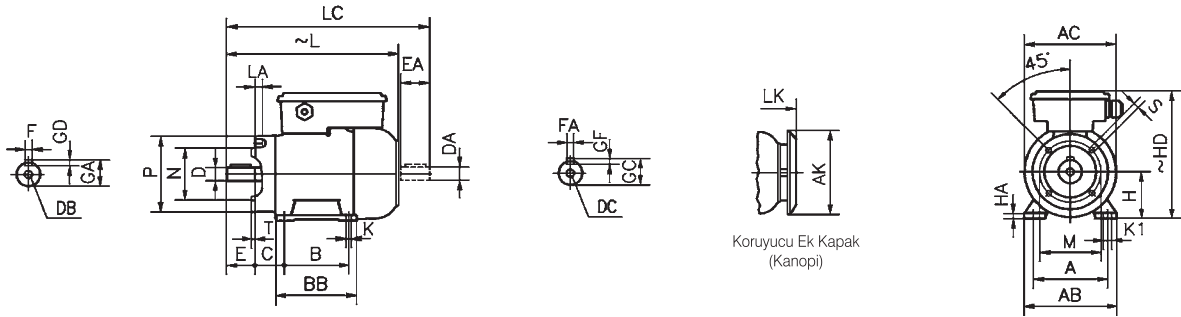 LC
~L
LA
EA
F
GD
GA
DB
P
N
D
DA
T
K
E
C
B
BB
FA
GF
GC
DC
LK
AK
Koruyucu Ek Kapak
(Kanopi)
AC
45°
S
~HD
H
HA
K1
M
A
AB